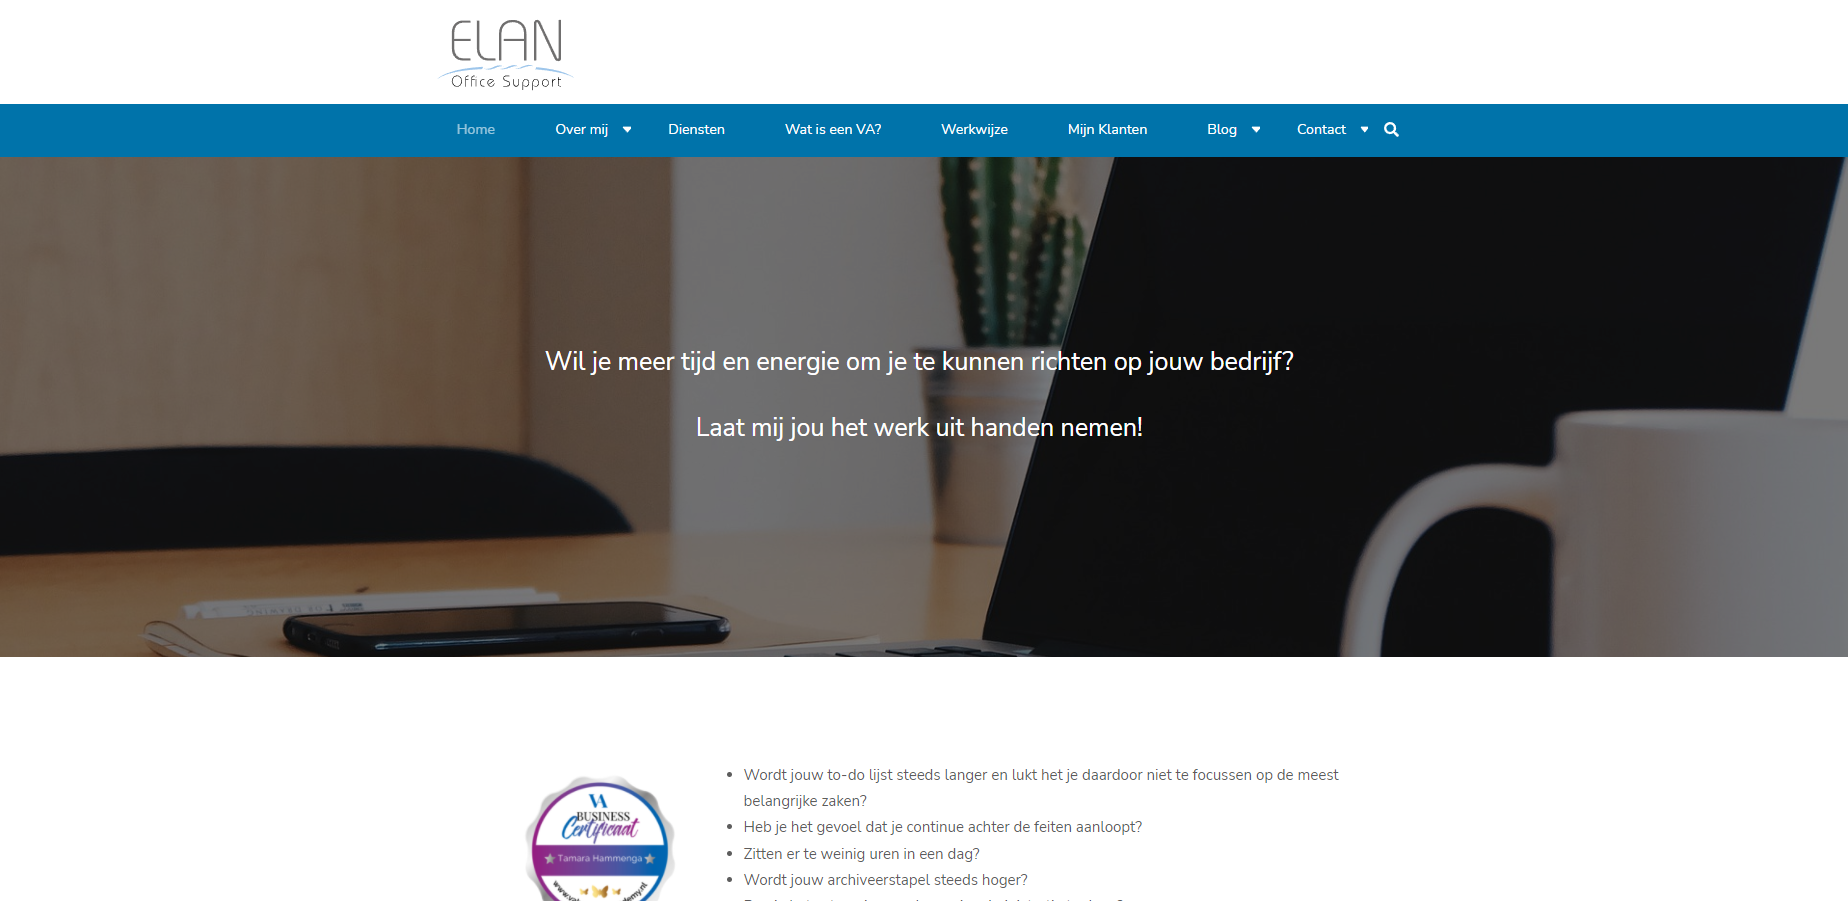 ELAN
Office Support
Home Over mij Diensten Wat is een VA? Werkwijze Mijn Klanten Blog Contact
Wil je meer tijd en energie om je te kunnen richten op jouw bedrijf?
Laat mij jou het werk uit handen nemen!
VA
BUSINESS
Certificaat
Tamara Hammenga
Wordt jouw to-do lijst steeds langer en lukt het je daardoor niet te focussen op de meest
belangrijke zaken?
Heb je het gevoel dat je continue achter de feiten aanloopt?
Zitten er te weinig uren in een dag?
Wordt jouw archiveerstapel steeds hoger?